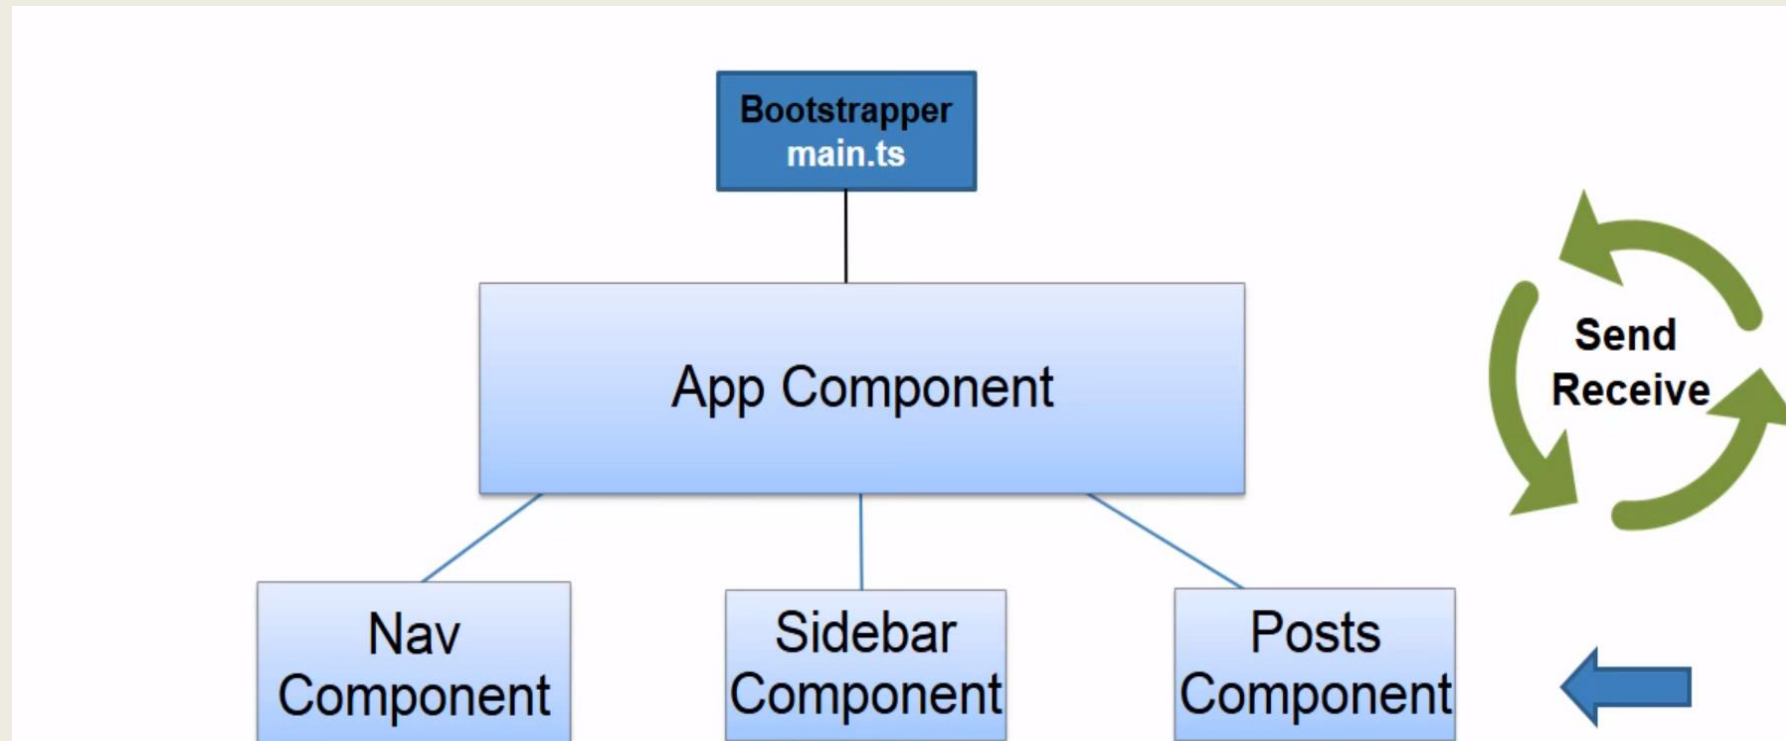 Bootstrapper
main.ts
App Component
Send
Receive
Nav
Component
Sidebar
Component
Posts
Component